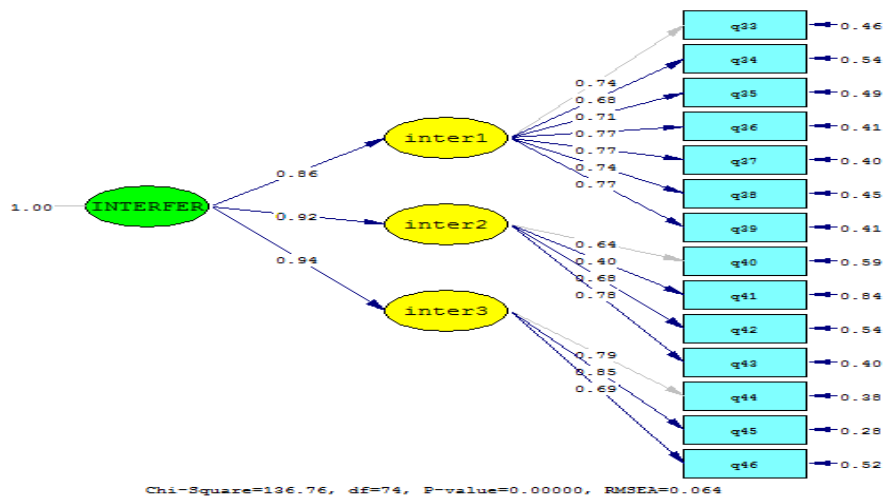 q33 0.46
q34 0.54
0.74
0.68
q35 0.49
0.71
q36 0.41
inter1
0.77
q37 0.40
0.77
0.86
0.74
q38 0.45
0.77
1.00 INTERFER
0.92
q39 0.41
inter2
0.64
q40 0.59
0.94
0.40
0.68
q41 0.84
0.78
inter3
q42 0.54
0.79
q43 0.40
0.85
0.69
q44 0.38
q45 0.28
q46 0.52
Chi-Square=136.76, df=74, P-value=0.00000, RMSEA=0.064